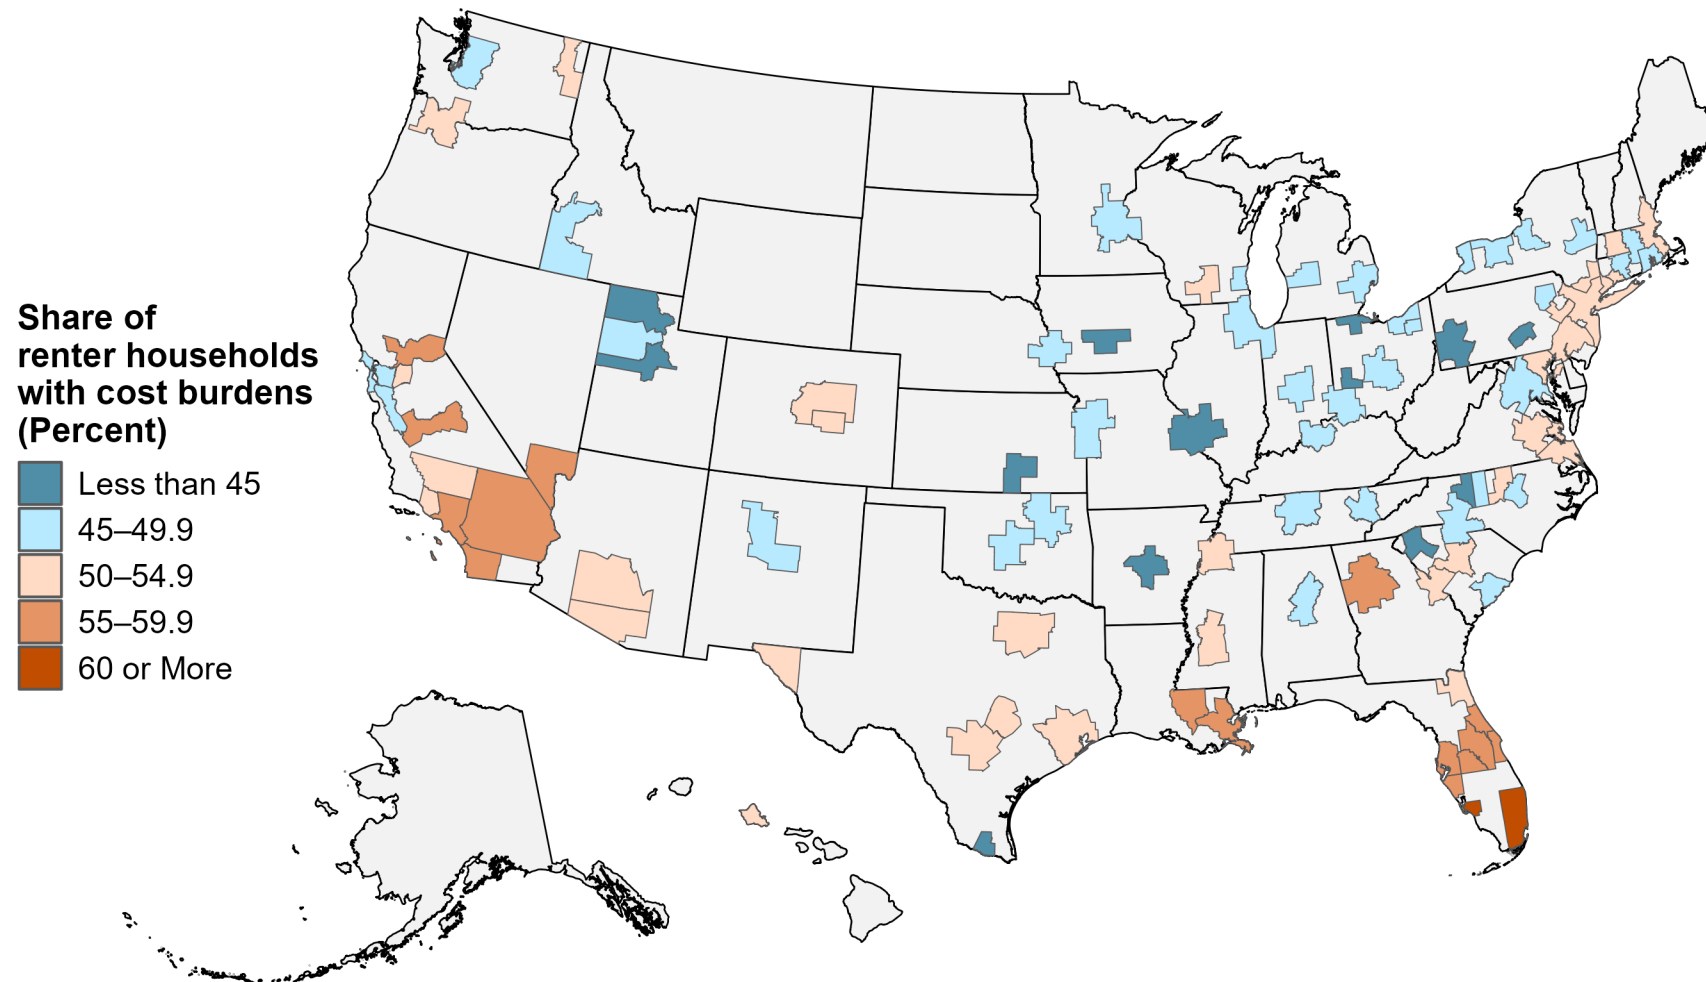 Share of
renter households
with cost burdens
(Percent)
Less than 45
45–49.9
50–54.9
55–59.9
60 or More